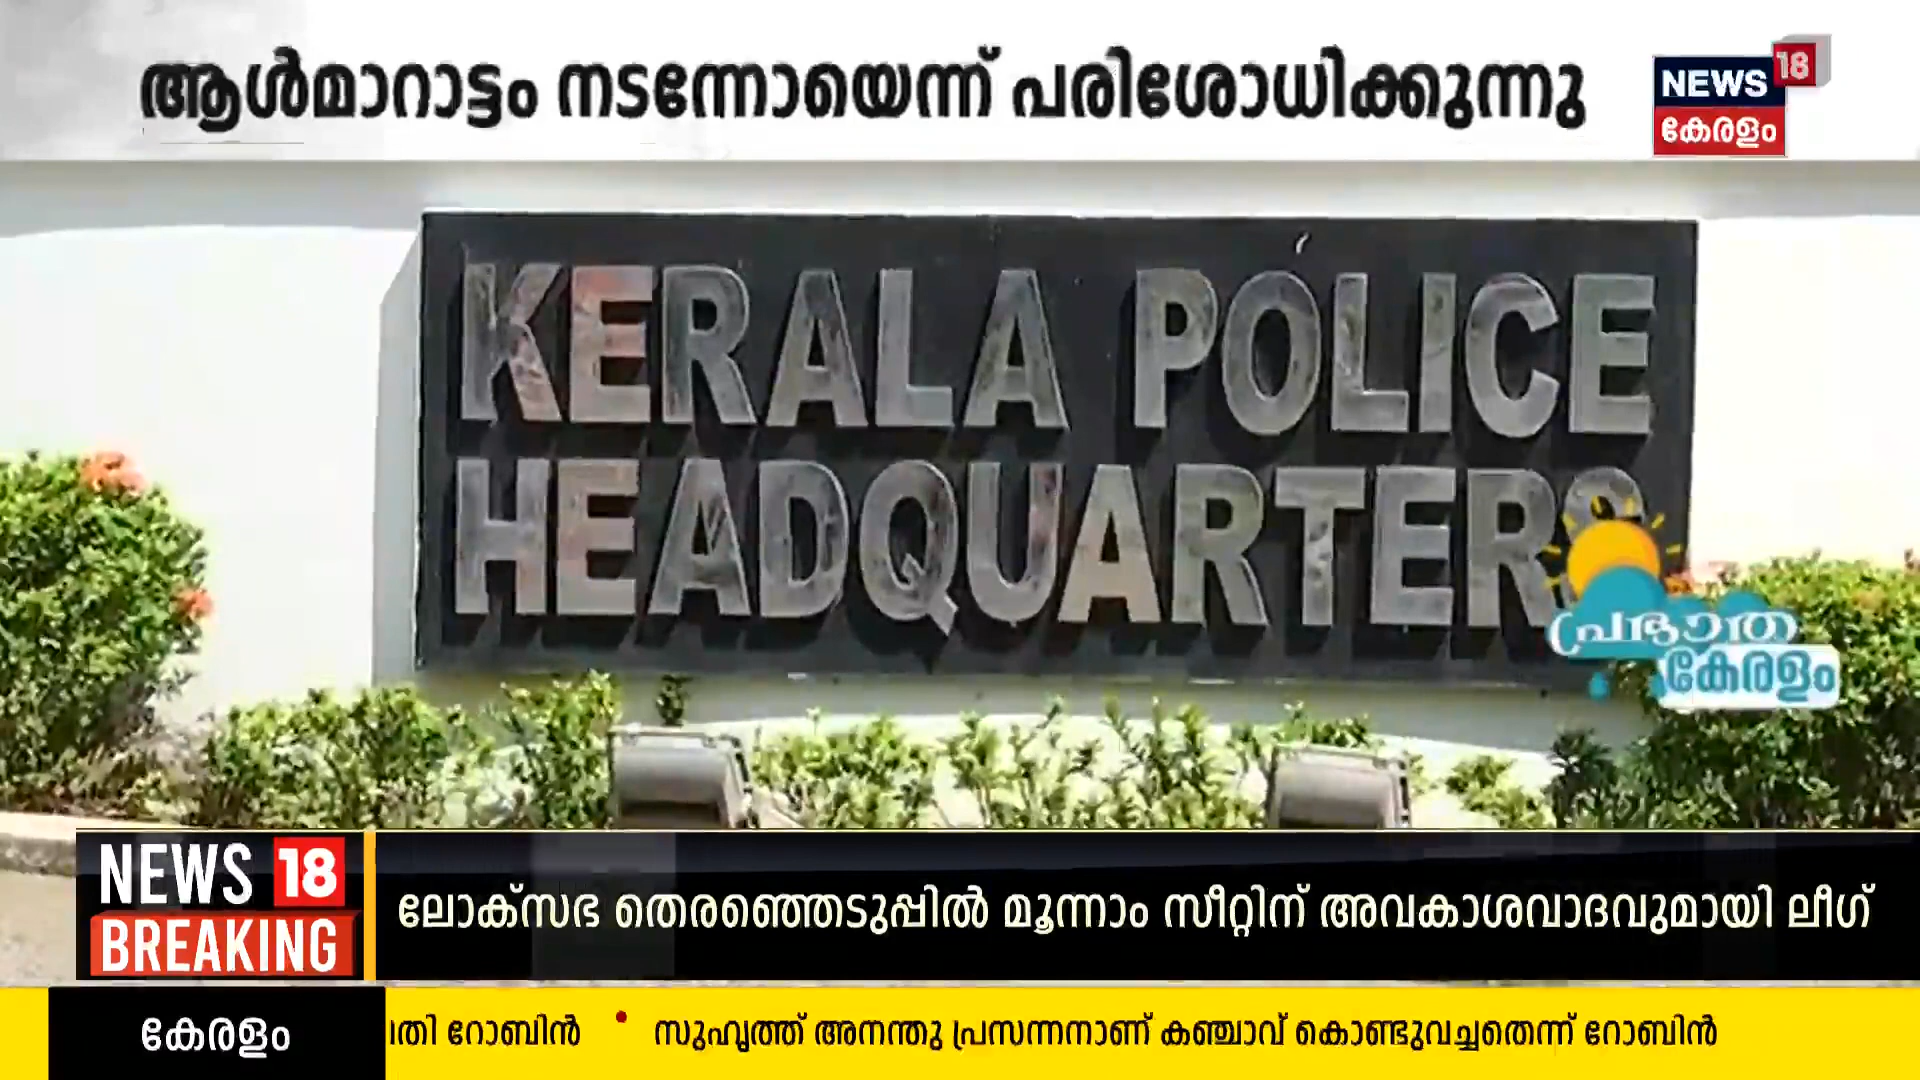 ആൾമാറാട്ടം നടന്നോയെന്ന് പരിശോധിക്കുന്നു
NEWS 18
കേരളം
KERALA POLICE
HEADQUARTERS
പ്രഭാത
കേരളം
NEWS 18
BREAKING
ലോക്സഭ തെരഞ്ഞെടുപ്പിൽ മൂന്നാം സീറ്റിന് അവകാശവാദവുമായി ലീഗ്
കേരളം
തി റോബിൻ • സുഹൃത്ത് അനന്തു പ്രസന്നനാണ് കഞ്ചാവ് കൊണ്ടുവച്ചതെന്ന് റോബിൻ